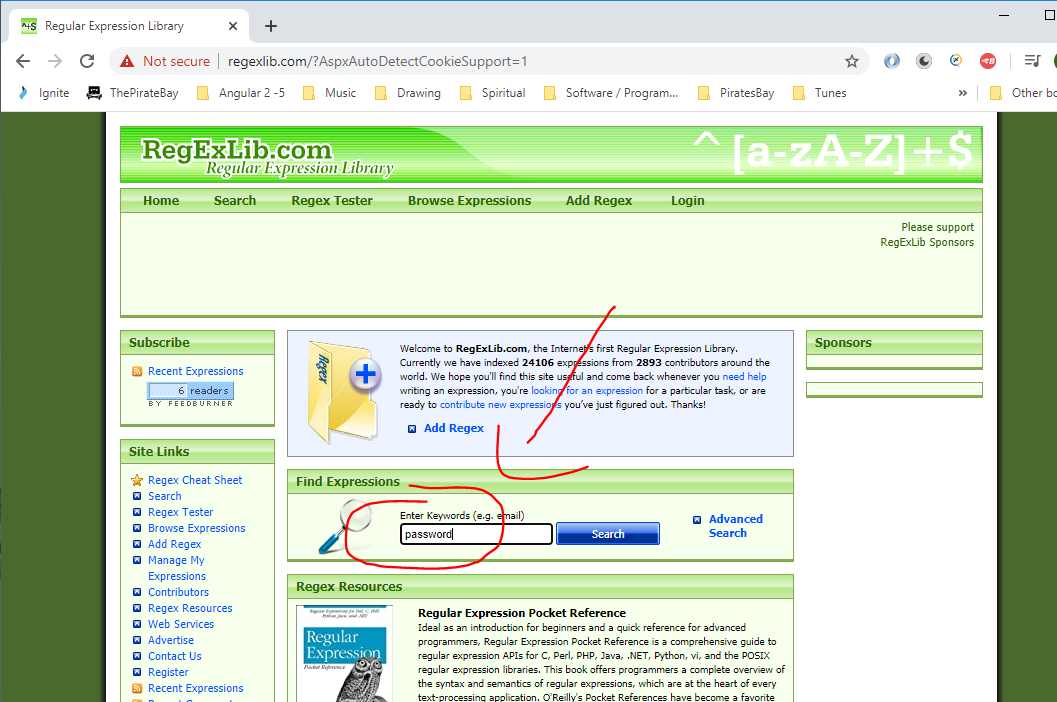 Regular Expression Library
Not secure
regexlib.com/?AspxAutoDetectCookieSupport=1
Ignite
ThePirateBay
Angular 2 -5
Music
Drawing
Spiritual
Software / Program...
PiratesBay
Tunes
»
Other bo
RegExLib.com
Regular Expression Library
^[a-zA-Z]+$
Home
Search
Regex Tester
Browse Expressions
Add Regex
Login
Please support
RegExLib Sponsors
Subscribe
Recent Expressions
6 readers
BY FEEDBURNER
Site Links
Regex Cheat Sheet
Search
Regex Tester
Browse Expressions
Add Regex
Manage My
Expressions
Contributors
Regex Resources
Web Services
Advertise
Contact Us
Register
Recent Expressions
Regex
Welcome to RegExLib.com, the Internet's first Regular Expression Library.
Currently we have indexed 24106 expressions from 2893 contributors around the
world. We hope you'll find this site useful and come back whenever you need help
writing an expression, you're looking for an expression for a particular task, or are
ready to contribute new expressions you've just figured out. Thanks!
Add Regex
Find Expressions
Enter Keywords (e.g. email)
password
Search
Advanced
Search
Regex Resources
Regular
Expression
Pocket Reference
Regular Expression Pocket Reference
Ideal as an introduction for beginners and a quick reference for advanced
programmers, Regular Expression Pocket Reference is a comprehensive guide to
regular expression APIs for C, Perl, PHP, Java, .NET, Python, vi, and the POSIX
regular expression libraries. This book offers programmers a complete overview of
the syntax and semantics of regular expressions, which are at the heart of every
text-processing application. O'Reilly's Pocket References have become a favorite
Sponsors